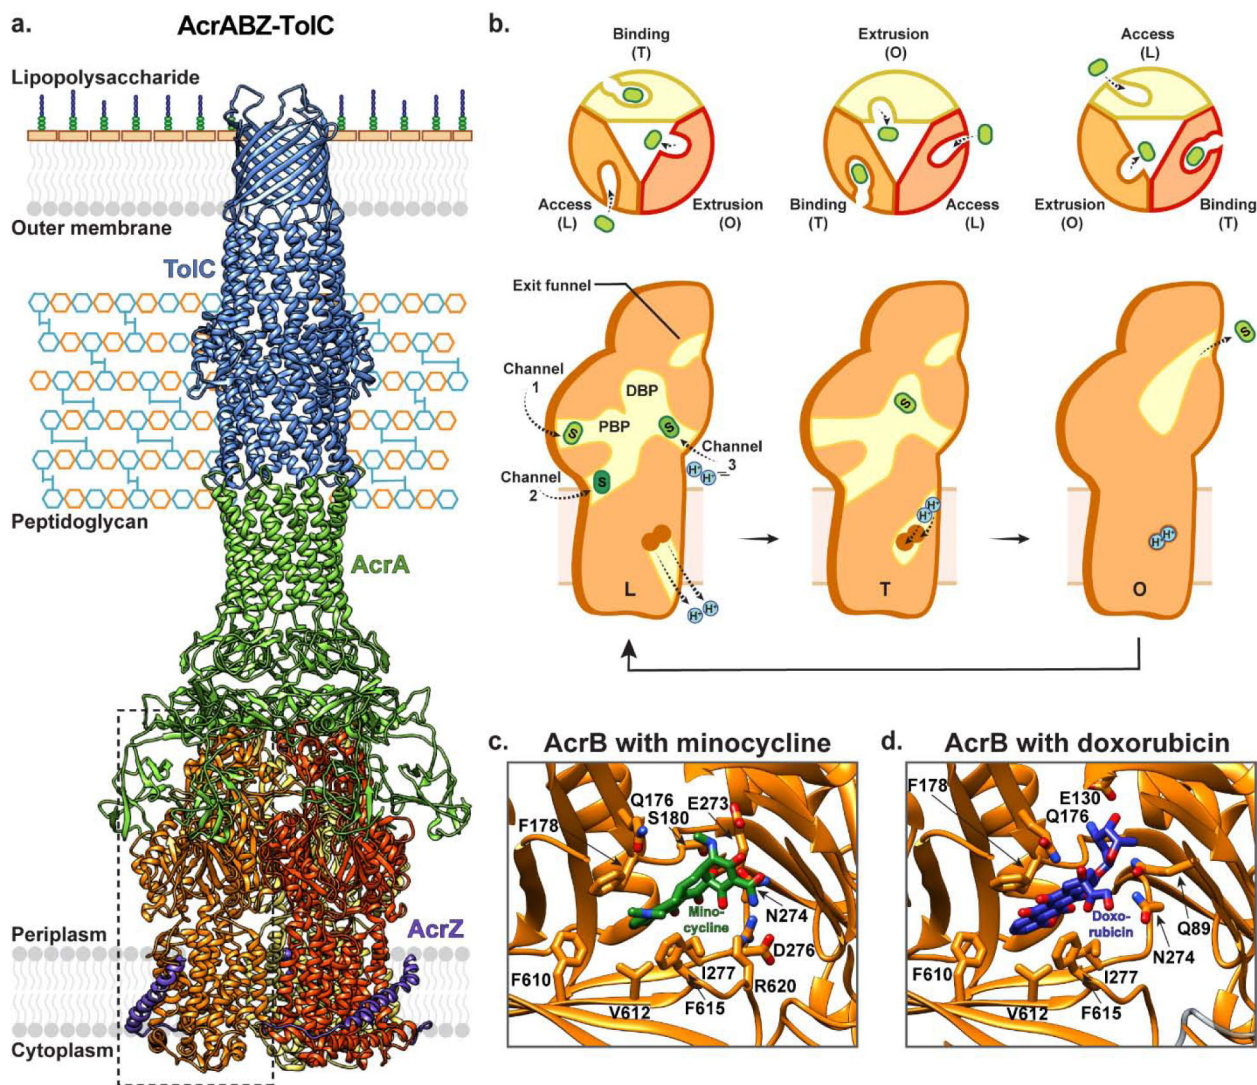 a.
AcrABZ-TolC
Lipopolysaccharide
Outer membrane
TolC
Peptidoglycan
AcrA
Periplasm
AcrZ
Cytoplasm
b.
Binding
(T)
Access
(L)
Extrusion
(O)
Extrusion
(O)
Binding
(T)
Access
(L)
Access
(L)
Extrusion
(O)
Binding
(T)
Exit funnel
Channel
1
DBP
PBP
S
S
Channel
2
S
Channel
3
H+
H+
L
H+
H+
S
H+
H+
T
S
H+
H+
O
c.
AcrB with minocycline
F178
Q176
S180
E273
Mino-
cycline
N274
D276
I277
R620
F610
V612
F615
d.
AcrB with doxorubicin
F178
E130
Q176
Doxo-
rubicin
Q89
N274
I277
F610
V612
F615